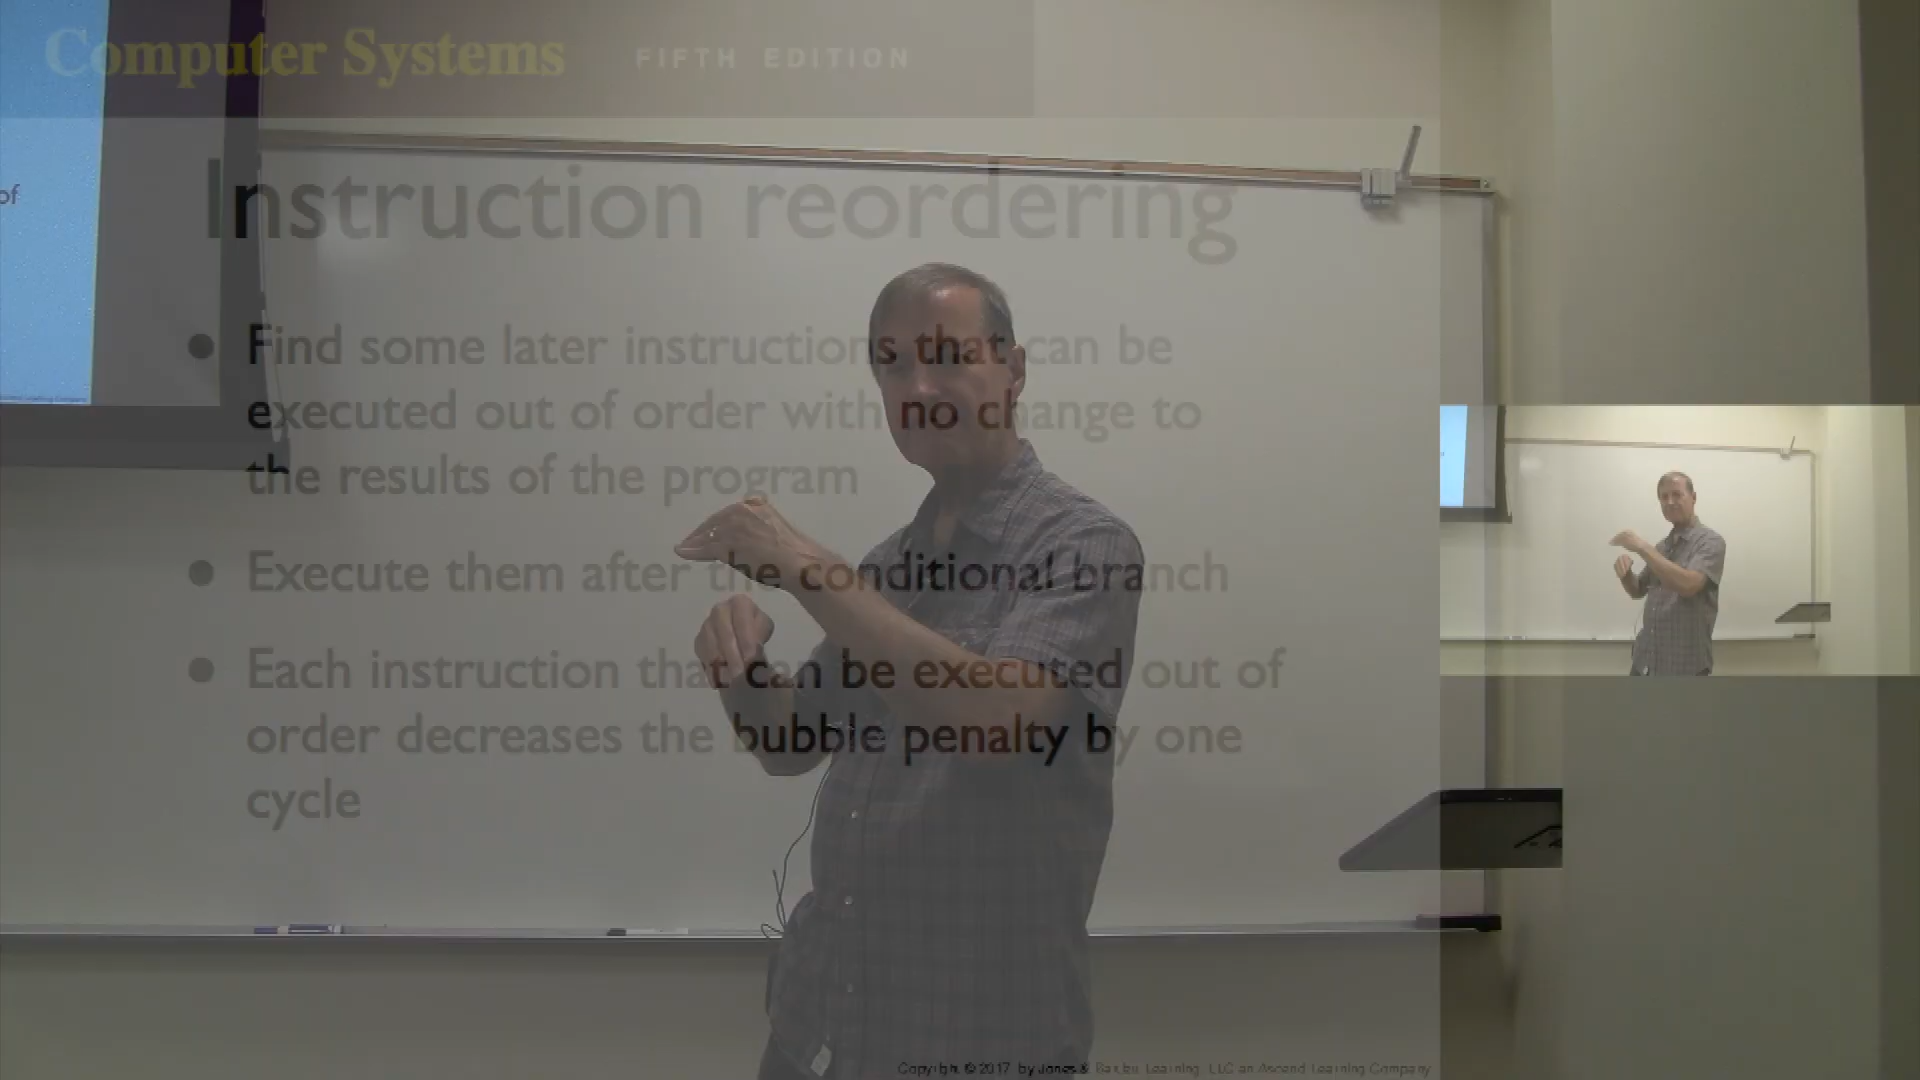 Computer Systems FIFTH EDITION
of
Instruction reordering
• Find some later instructions that can be
executed out of order with no change to
the results of the program
• Execute them after the conditional branch
• Each instruction that can be executed out of
order decreases the bubble penalty by one
cycle
Copyright © 2017 by Jones & Bartlett Learning, LLC an Ascend Learning Company